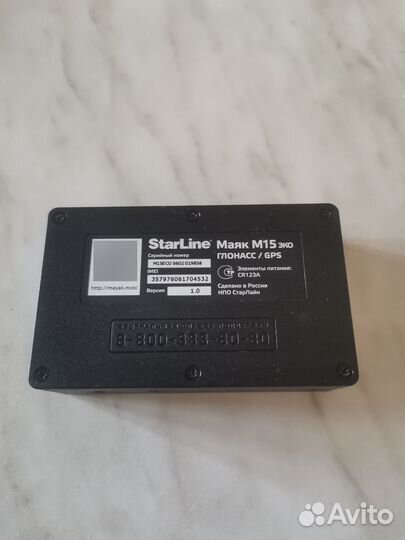 StarLine® Маяк M15 ЭКО
ГЛОНАСС / GPS
Серийный номер
M15ECO 5602 019858
IMEI
357976061704532
Версия 1.0
Элементы питания:
CR123A
Сделано в России
НПО СтарЛайн
http://mayak.mobi
8-800-333-80-30
Avito